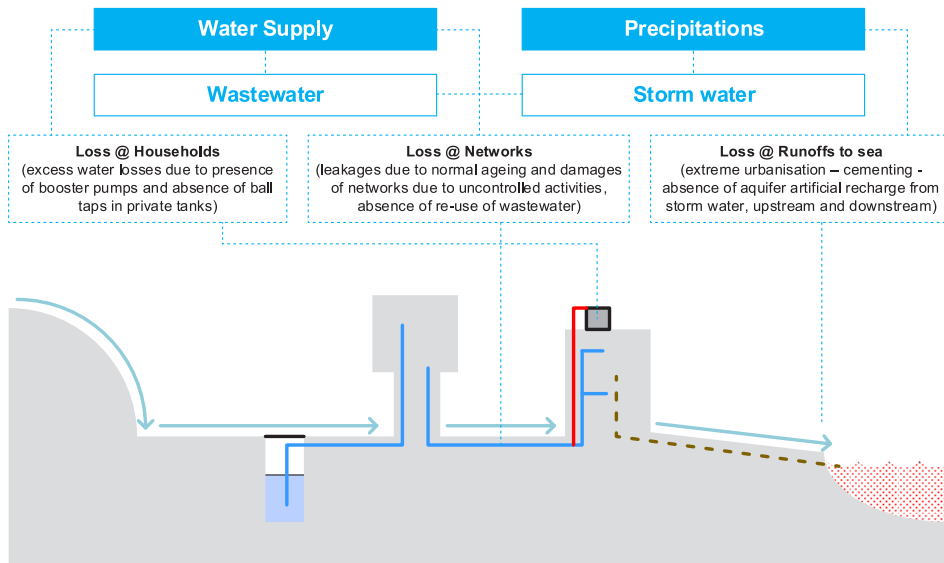 Water Supply
Precipitations
Wastewater
Storm water
Loss @ Households
(excess water losses due to presence
of booster pumps and absence of ball
taps in private tanks)
Loss @ Networks
(leakages due to normal ageing and damages
of networks due to uncontrolled activities,
absence of re-use of wastewater)
Loss @ Runoffs to sea
(extreme urbanisation – cementing -
absence of aquifer artificial recharge from
storm water, upstream and downstream)